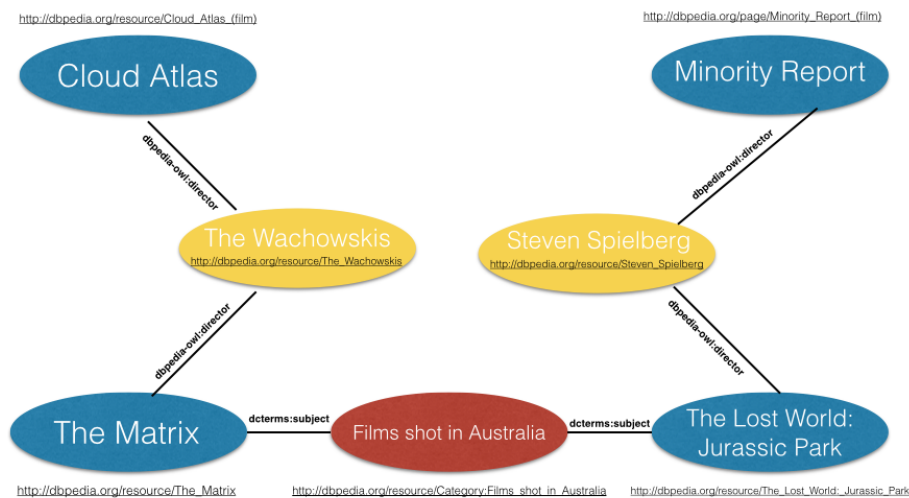 http://dbpedia.org/resource/Cloud_Atlas_(film)
http://dbpedia.org/page/Minority_Report_(film)
Cloud Atlas
Minority Report
dbpedia-owl:director
dbpedia-owl:director
The Wachowskis
http://dbpedia.org/resource/The_Wachowskis
Steven Spielberg
http://dbpedia.org/resource/Steven_Spielberg
dbpedia-owl:director
dbpedia-owl:director
The Matrix
dcterms:subject
Films shot in Australia
dcterms:subject
The Lost World:
Jurassic Park
http://dbpedia.org/resource/The_Matrix
http://dbpedia.org/resource/Category:Films_shot_in_Australia
http://dbpedia.org/resource/The_Lost_World:_Jurassic_Park